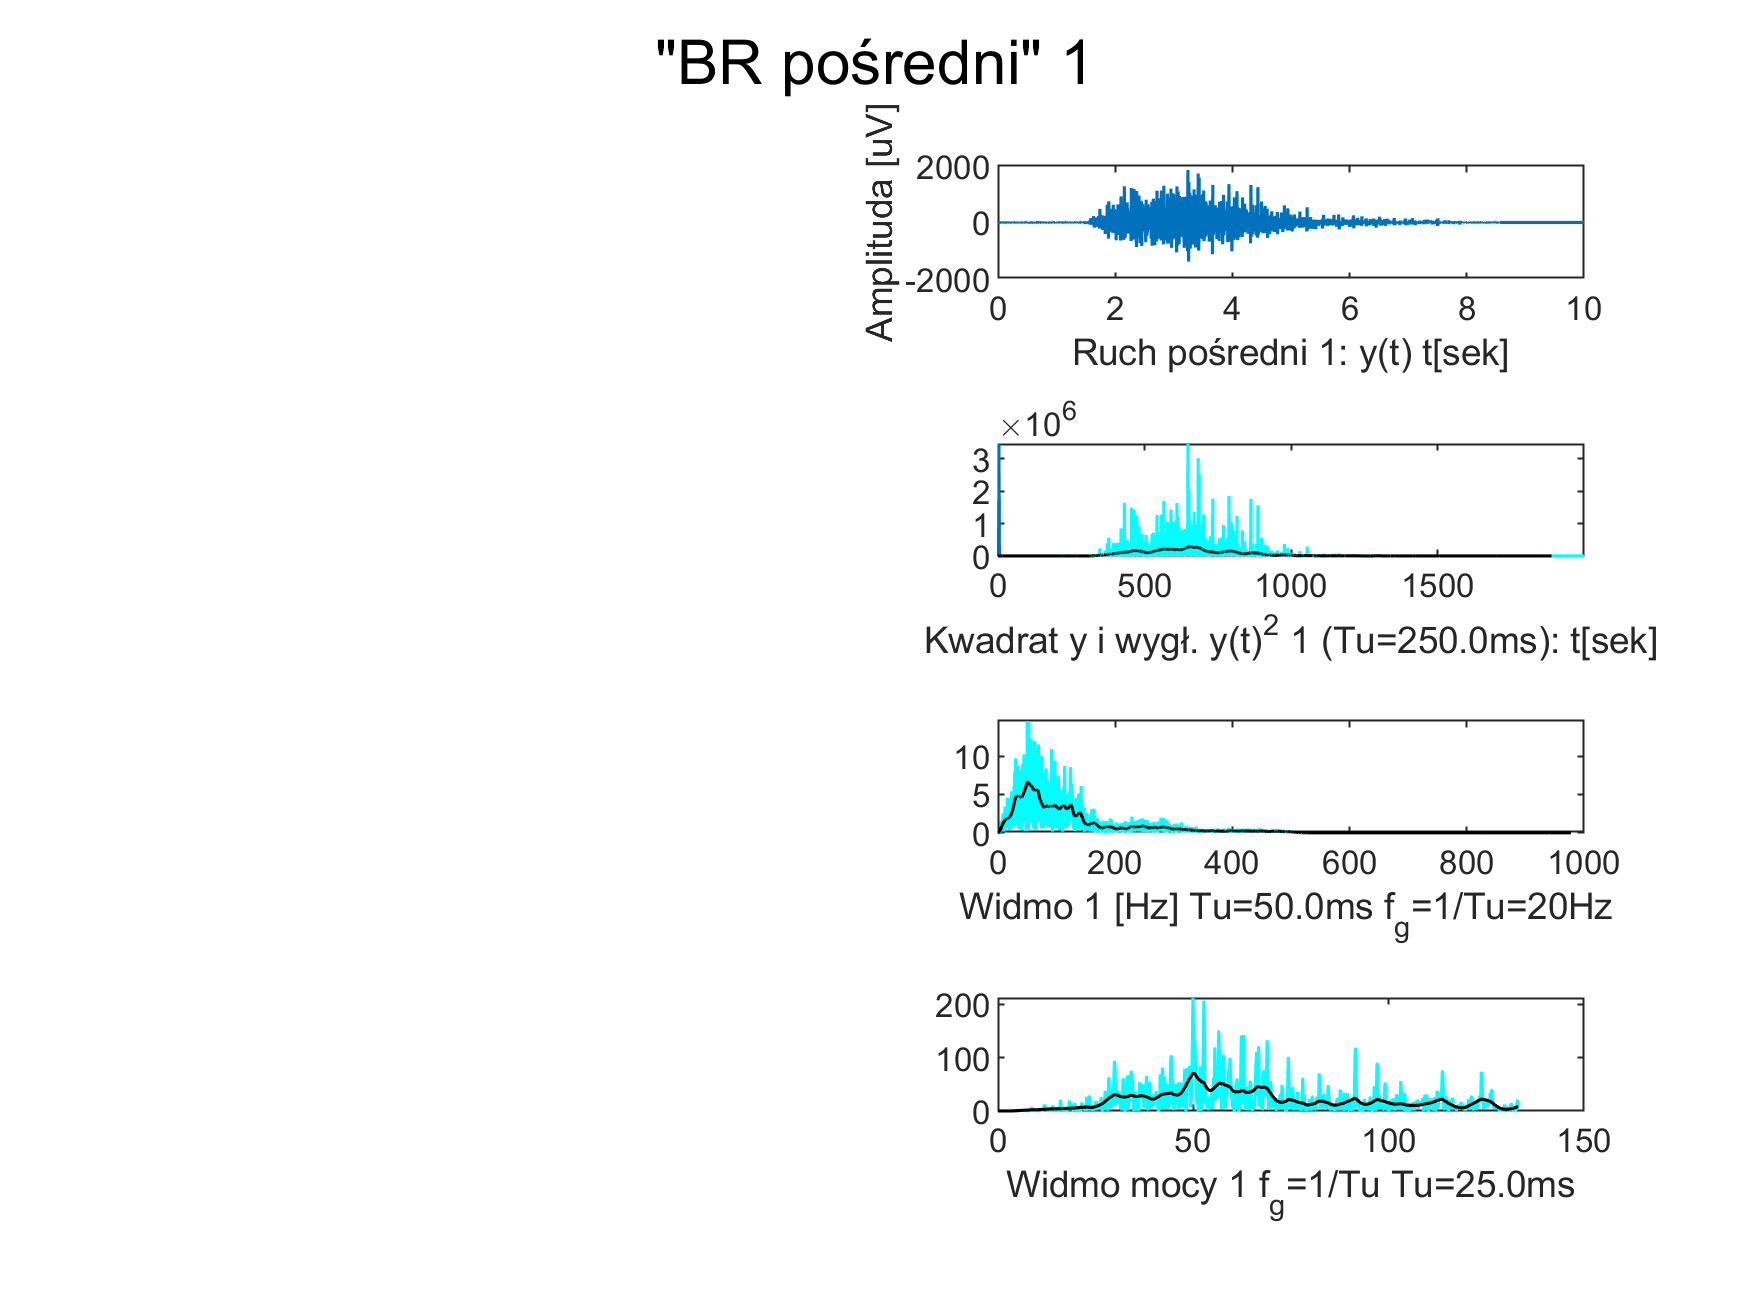 "BR pośredni" 1
Amplituda [uV]
2000
0
-2000
0 2 4 6 8 10
Ruch pośredni 1: y(t) t[sek]
×10^6
3
2
1
0
0 500 1000 1500
Kwadrat y i wygł. y(t)^2 1 (Tu=250.0ms): t[sek]
10
5
0
0 200 400 600 800 1000
Widmo 1 [Hz] Tu=50.0ms f_g=1/Tu=20Hz
200
100
0
0 50 100 150
Widmo mocy 1 f_g=1/Tu Tu=25.0ms